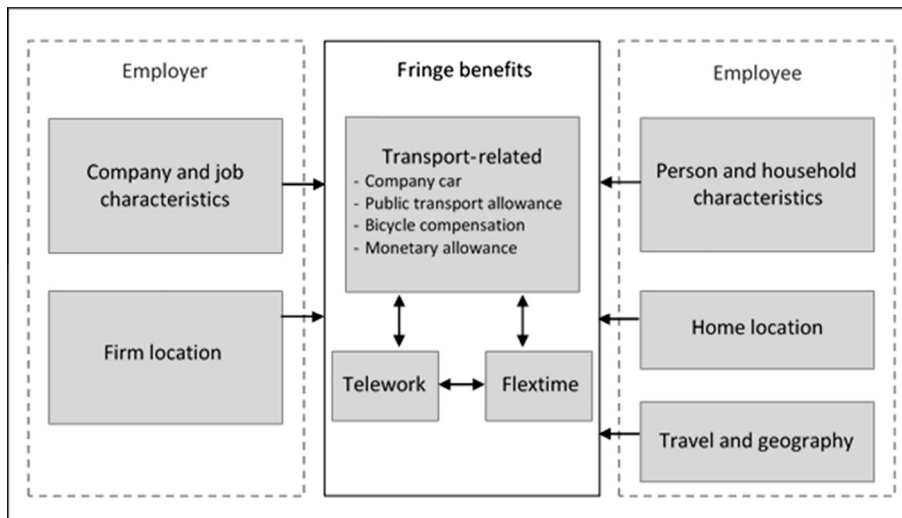 Employer
Company and job
characteristics
Firm location
Fringe benefits
Transport-related
- Company car
- Public transport allowance
- Bicycle compensation
- Monetary allowance
Telework
Flextime
Employee
Person and household
characteristics
Home location
Travel and geography